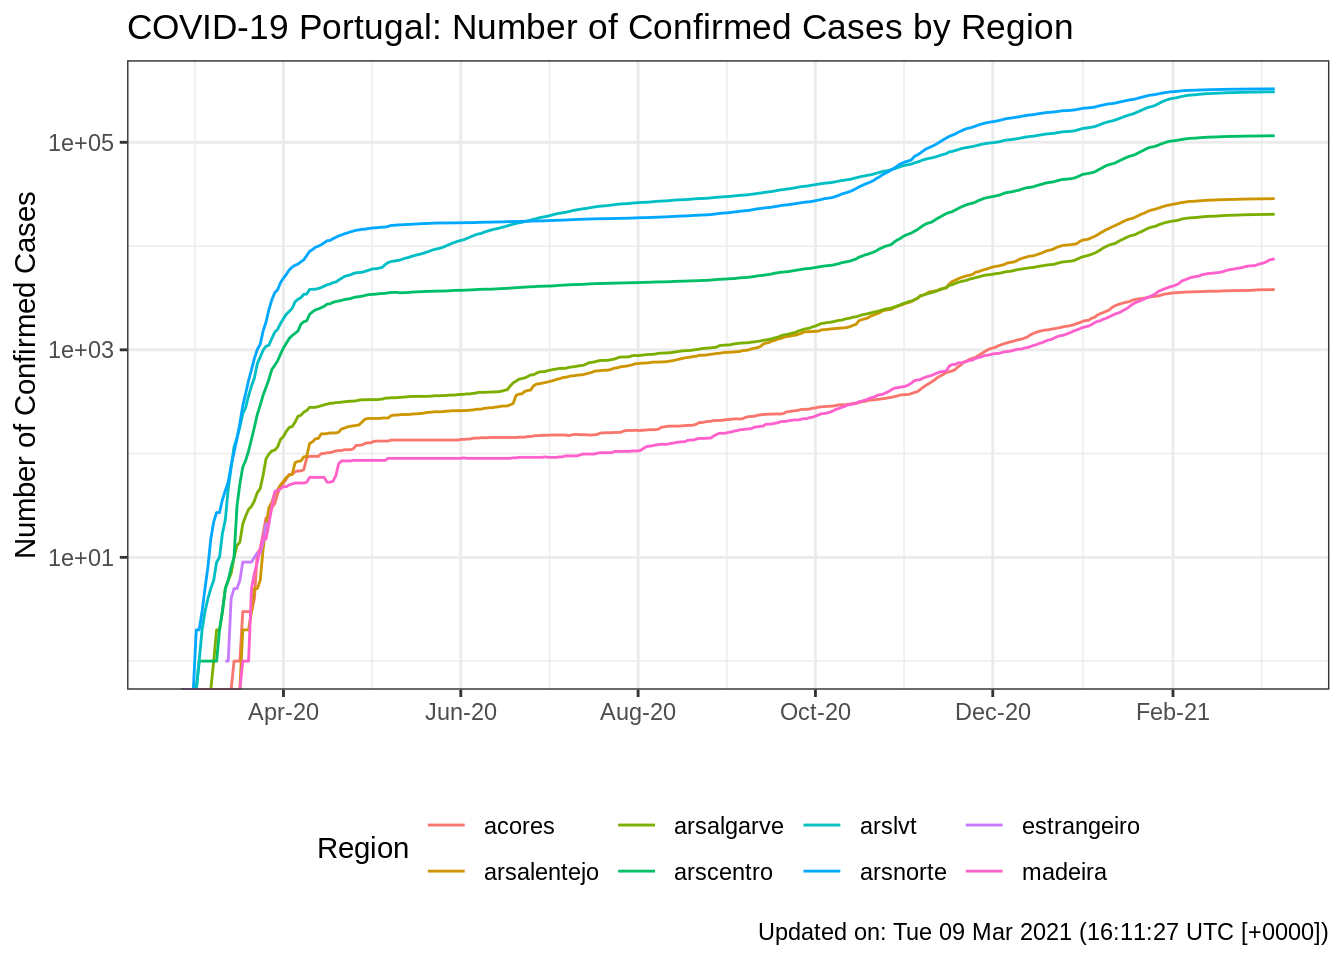 COVID-19 Portugal: Number of Confirmed Cases by Region
Number of Confirmed Cases
1e+05
1e+03
1e+01
Apr-20 Jun-20 Aug-20 Oct-20 Dec-20 Feb-21
Region
acores arsalgarve arslvt estrangeiro
arsalentejo arscentro arsnorte madeira
Updated on: Tue 09 Mar 2021 (16:11:27 UTC [+0000])